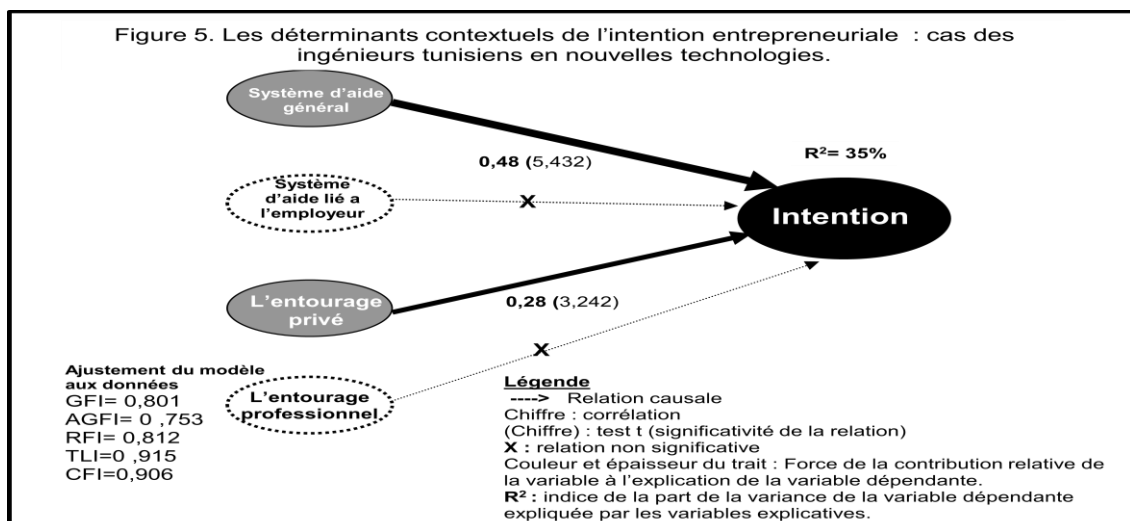 Figure 5. Les déterminants contextuels de l'intention entrepreneuriale : cas des
ingénieurs tunisiens en nouvelles technologies.
Système d'aide
général
0,48 (5,432)
R²= 35%
Système
d'aide lié a
l'employeur
X
Intention
L'entourage
privé
0,28 (3,242)
X
L'entourage
professionnel
Ajustement du modèle
aux données
GFI= 0,801
AGFI= 0 ,753
RFI= 0,812
TLI=0 ,915
CFI=0,906
Légende
----> Relation causale
Chiffre : corrélation
(Chiffre) : test t (significativité de la relation)
X : relation non significative
Couleur et épaisseur du trait : Force de la contribution relative de
la variable à l'explication de la variable dépendante.
R² : indice de la part de la variance de la variable dépendante
expliquée par les variables explicatives.